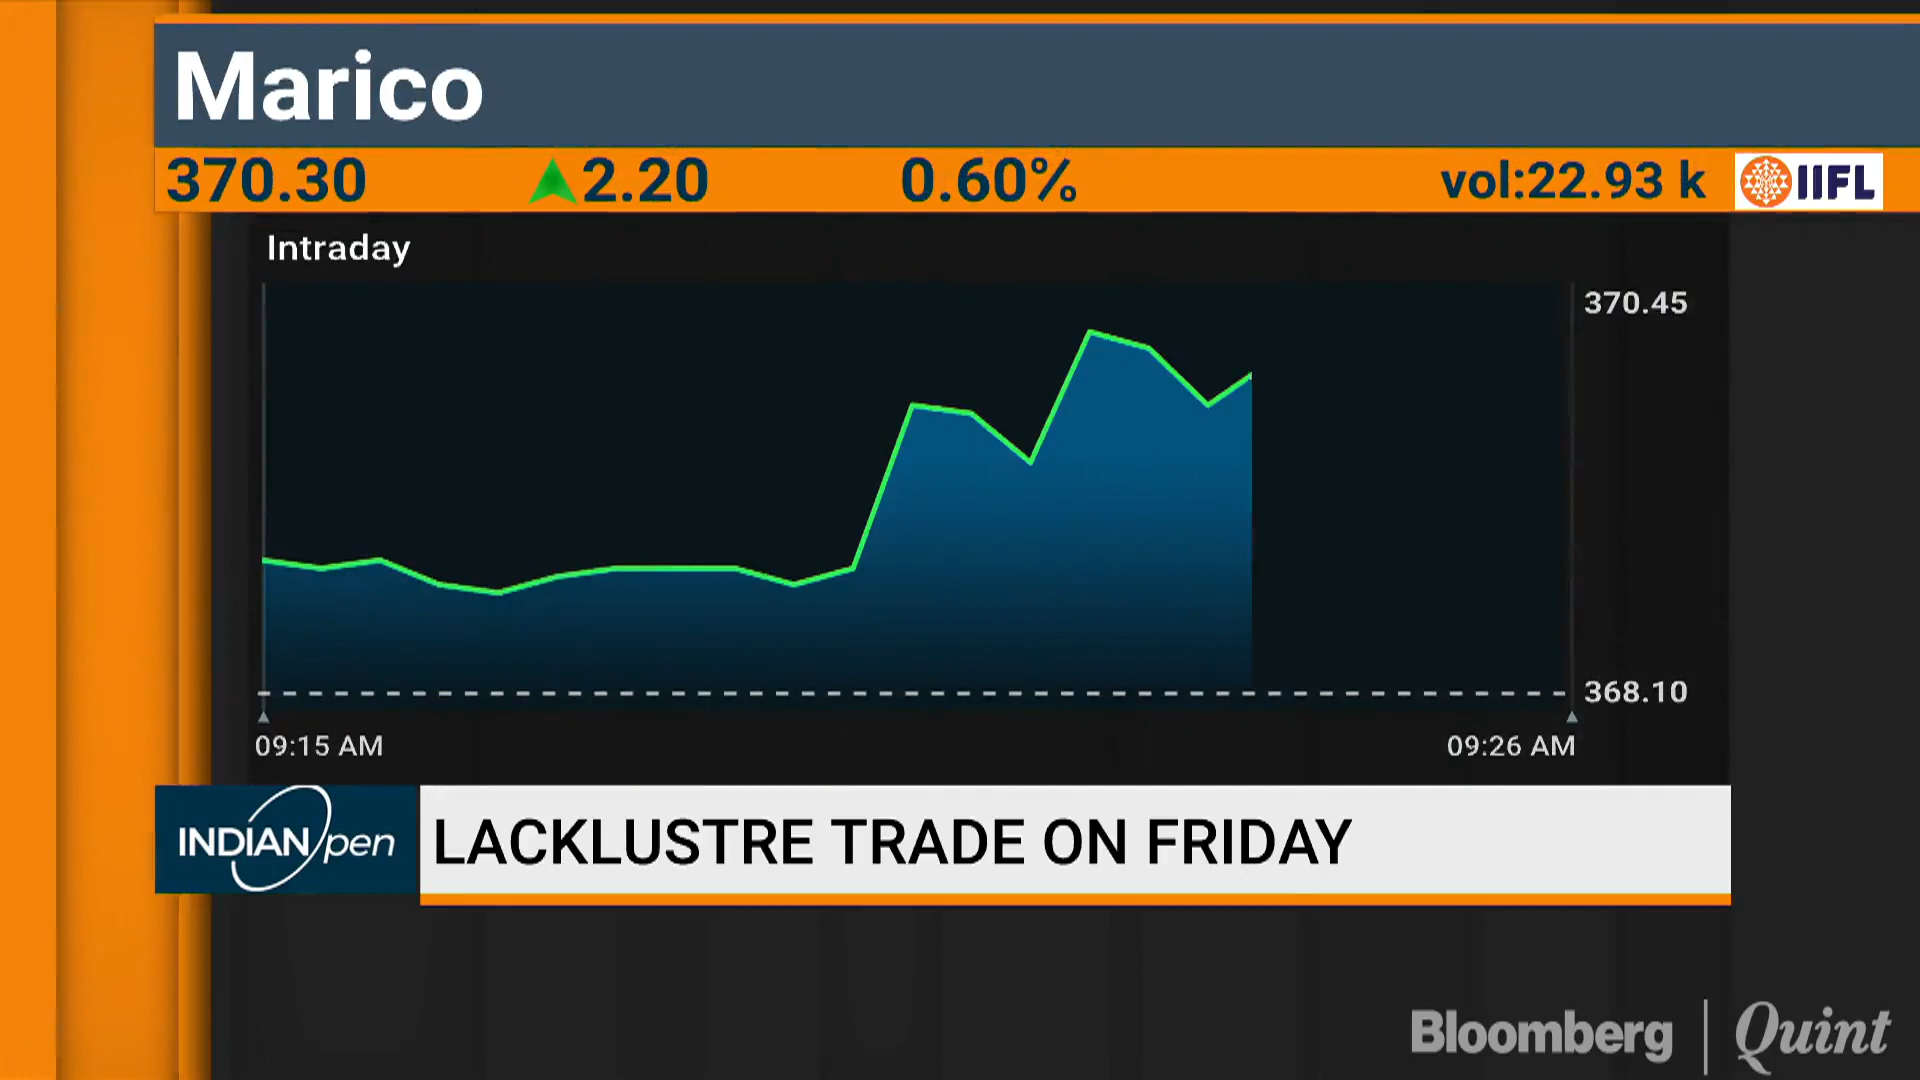 Marico
370.30 2.20 0.60% vol:22.93 k IIFL
Intraday
370.45
368.10
09:15 AM 09:26 AM
INDIAN Open LACKLUSTRE TRADE ON FRIDAY
Bloomberg | Quint